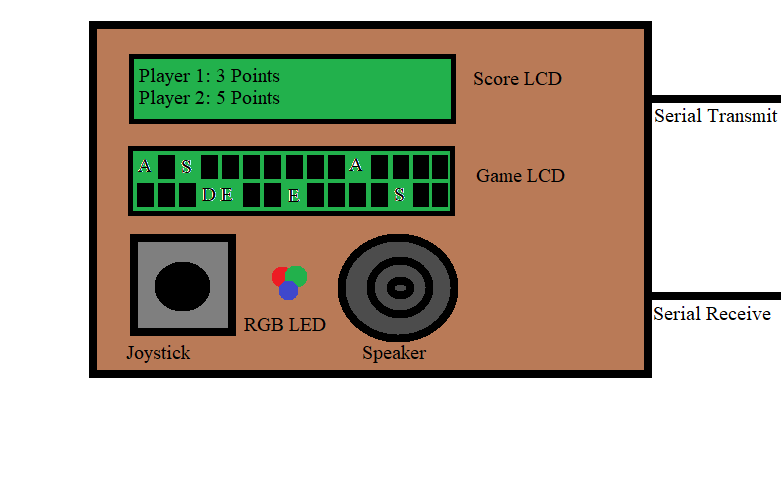 Player 1: 3 Points
Player 2: 5 Points
Score LCD
Serial Transmit
A S A
D E E S
Game LCD
Serial Receive
RGB LED
Joystick
Speaker